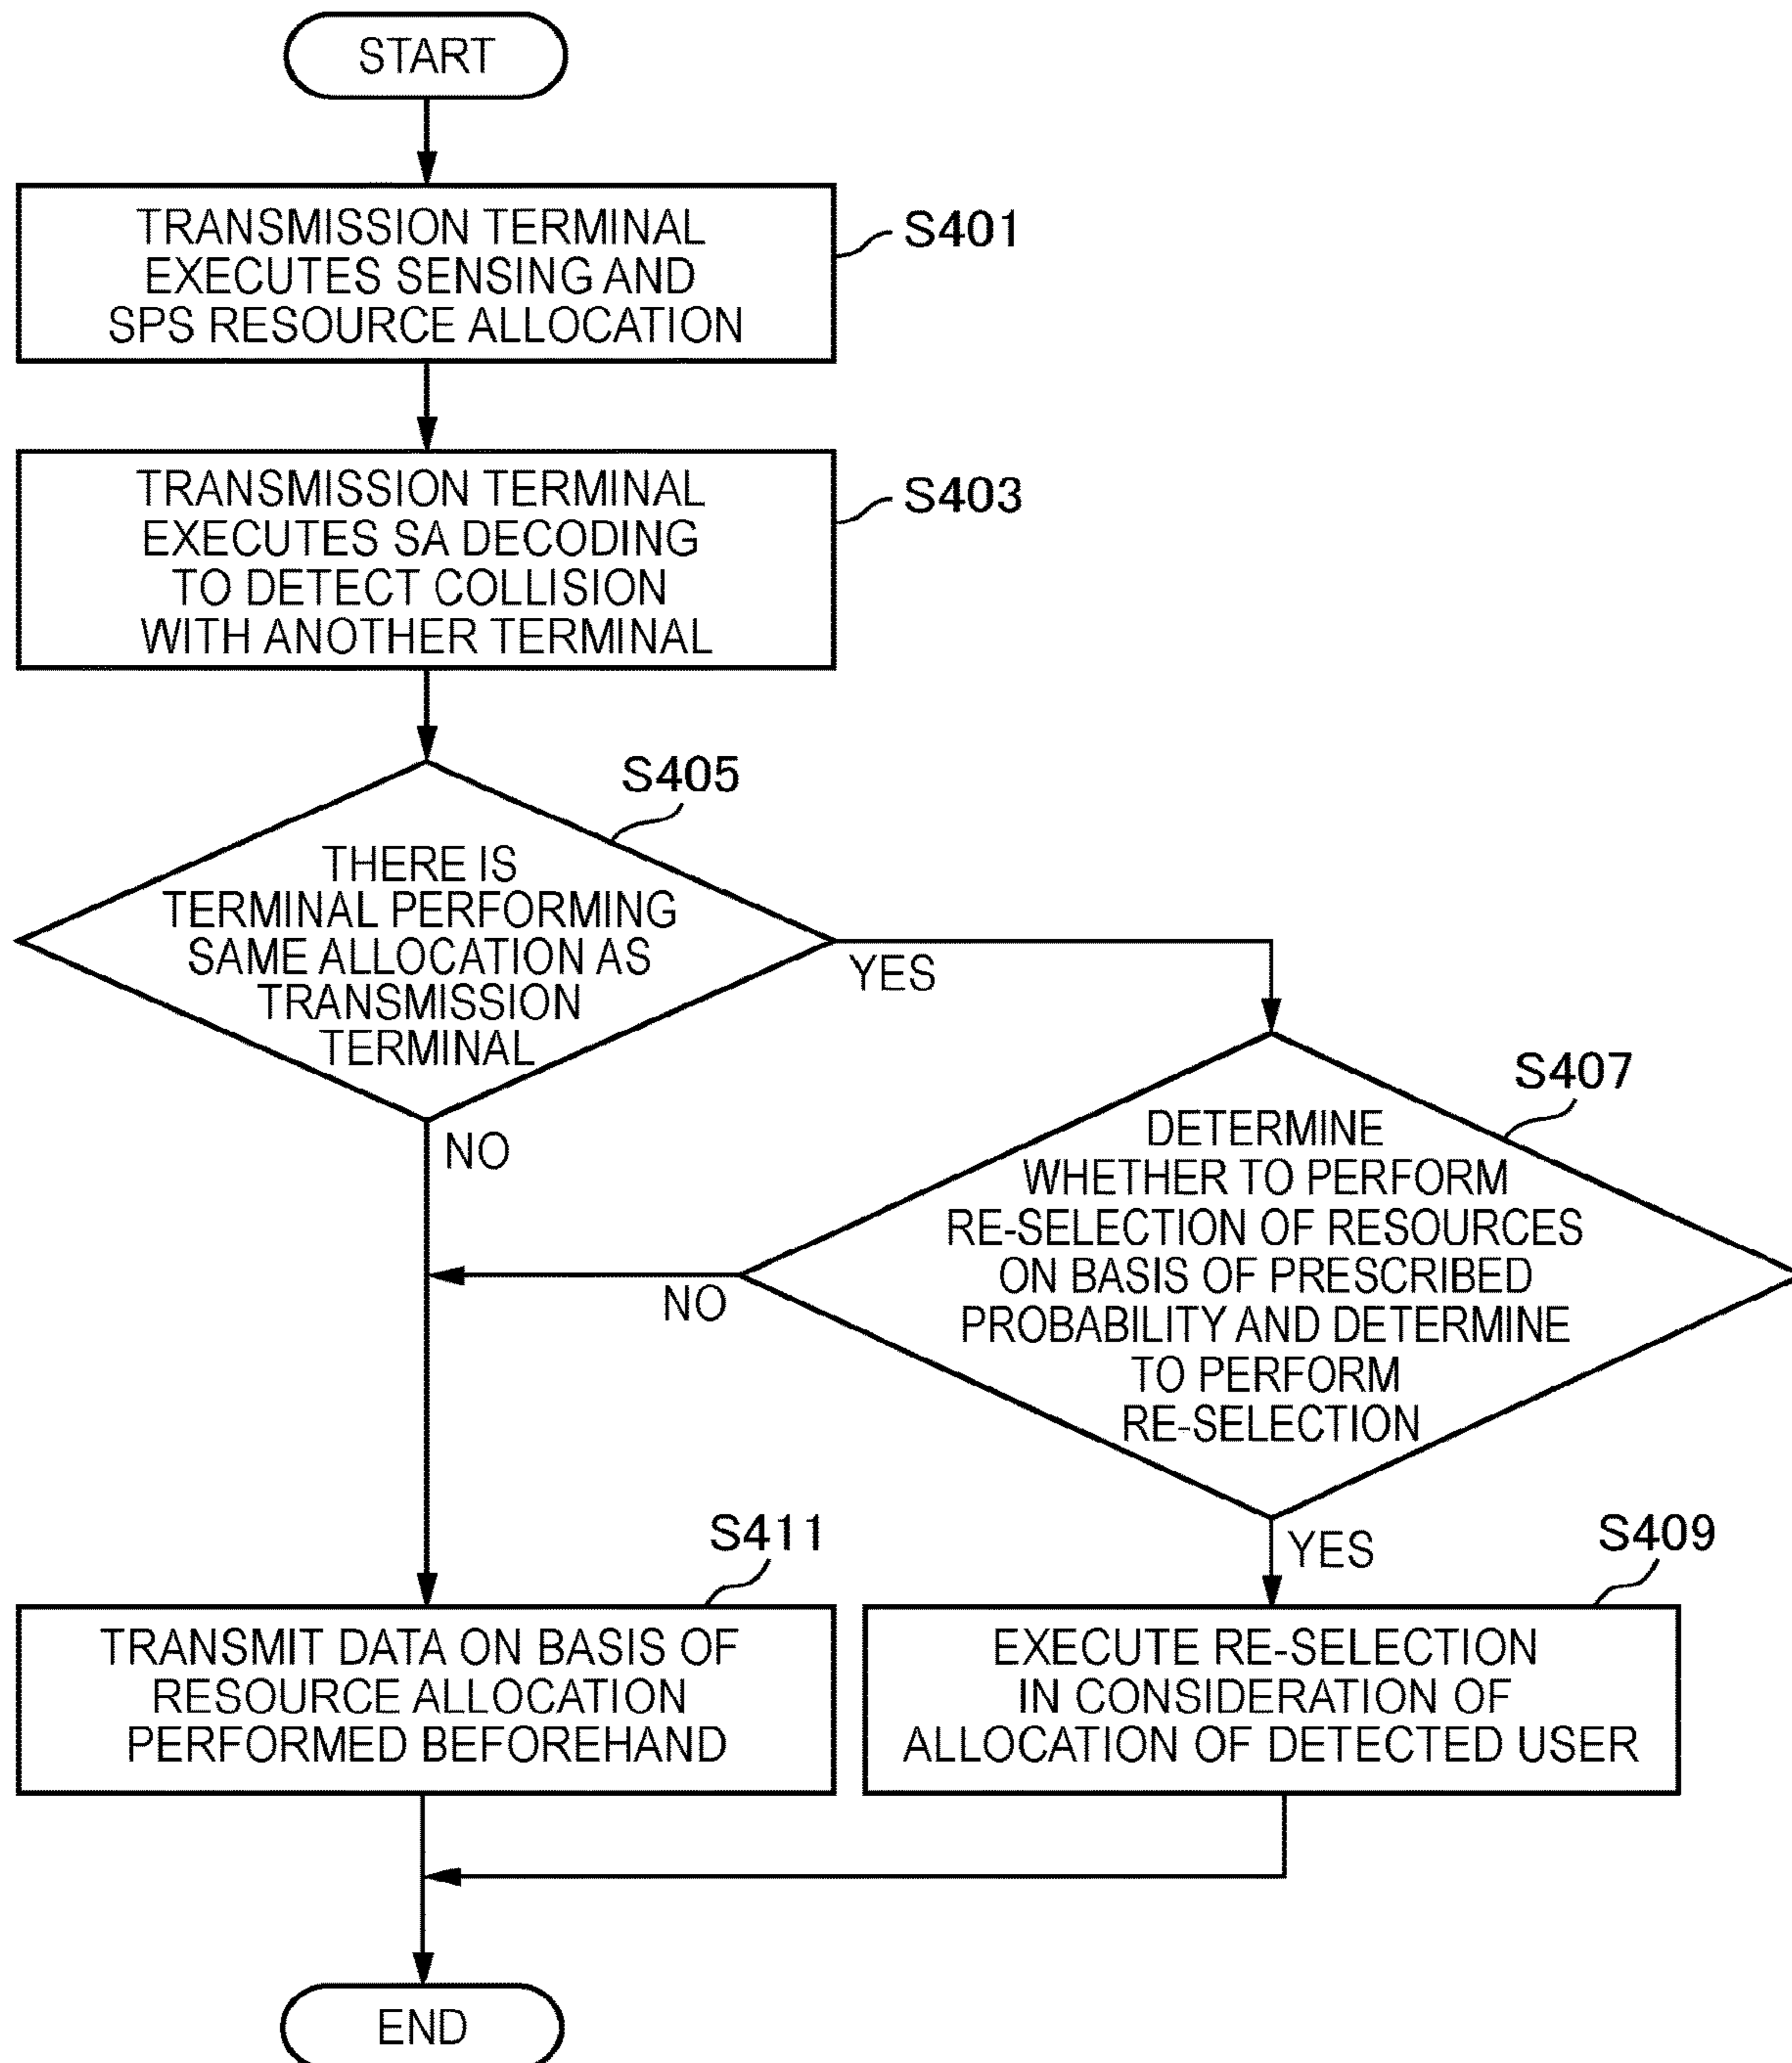 START
TRANSMISSION TERMINAL
EXECUTES SENSING AND
SPS RESOURCE ALLOCATION
S401
TRANSMISSION TERMINAL
EXECUTES SA DECODING
TO DETECT COLLISION
WITH ANOTHER TERMINAL
S403
S405
THERE IS
TERMINAL PERFORMING
SAME ALLOCATION AS
TRANSMISSION
TERMINAL
YES
NO
S407
DETERMINE
WHETHER TO PERFORM
RE-SELECTION OF RESOURCES
ON BASIS OF PRESCRIBED
PROBABILITY AND DETERMINE
TO PERFORM
RE-SELECTION
NO
YES
S411
TRANSMIT DATA ON BASIS OF
RESOURCE ALLOCATION
PERFORMED BEFOREHAND
S409
EXECUTE RE-SELECTION
IN CONSIDERATION OF
ALLOCATION OF DETECTED USER
END